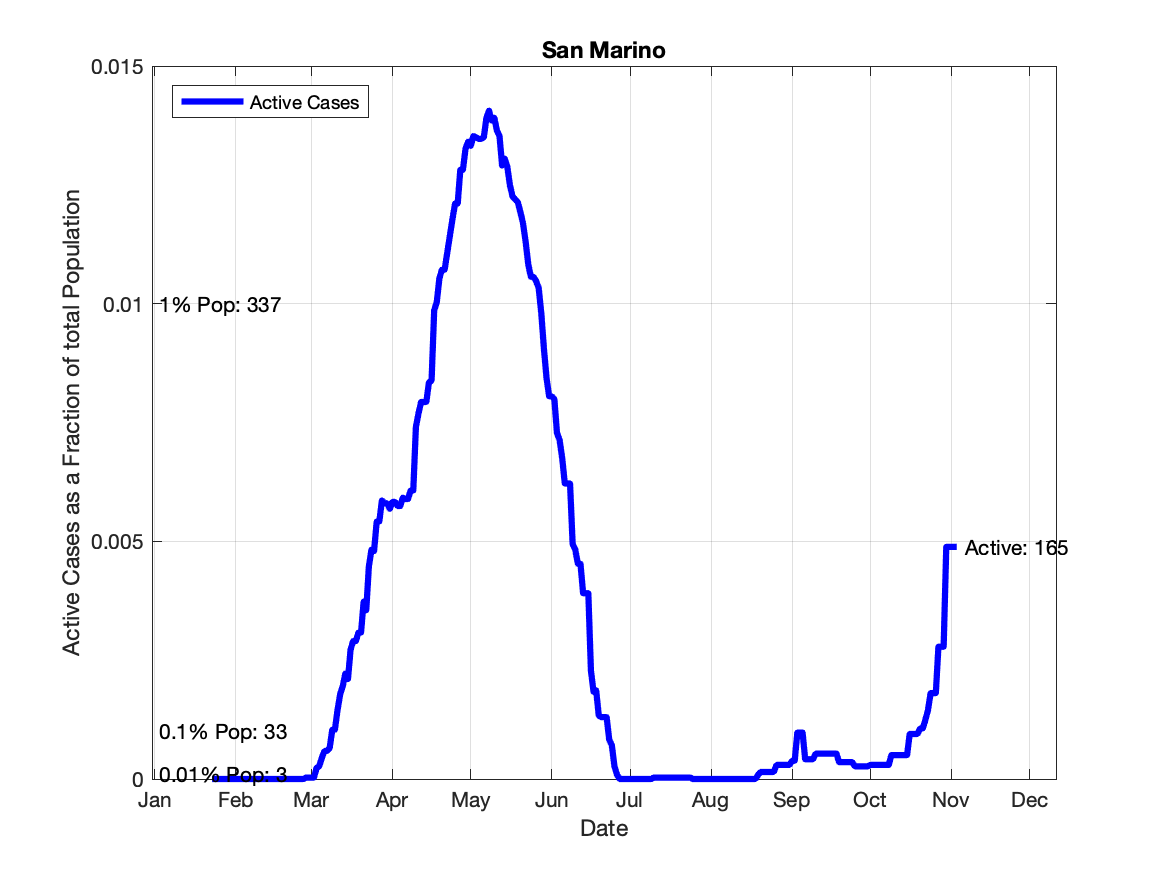 San Marino
Active Cases
0.015
0.01
0.005
0
1% Pop: 337
0.1% Pop: 33
0.01% Pop: 3
Active: 165
Active Cases as a Fraction of total Population
Jan Feb Mar Apr May Jun Jul Aug Sep Oct Nov Dec
Date